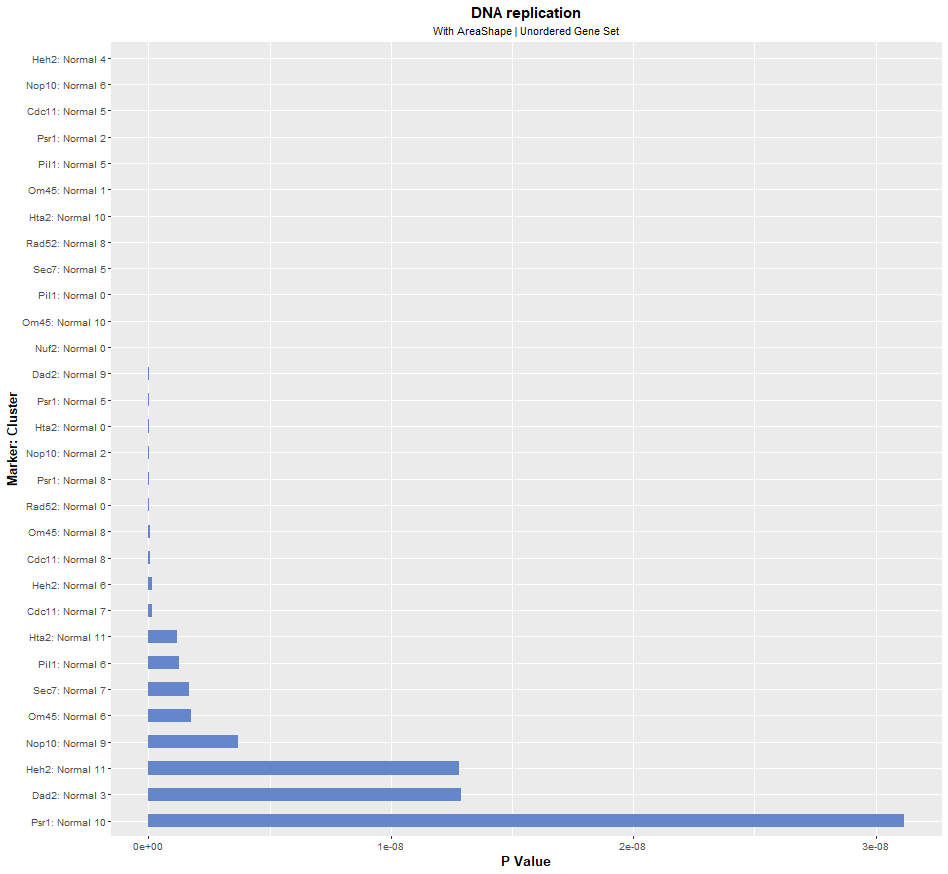 DNA replication
With AreaShape | Unordered Gene Set
Marker: Cluster
Heh2: Normal 4
Nop10: Normal 6
Cdc11: Normal 5
Psr1: Normal 2
Pil1: Normal 5
Om45: Normal 1
Hta2: Normal 10
Rad52: Normal 8
Sec7: Normal 5
Pil1: Normal 0
Om45: Normal 10
Nuf2: Normal 0
Dad2: Normal 9
Psr1: Normal 5
Hta2: Normal 0
Nop10: Normal 2
Psr1: Normal 8
Rad52: Normal 0
Om45: Normal 8
Cdc11: Normal 8
Heh2: Normal 6
Cdc11: Normal 7
Hta2: Normal 11
Pil1: Normal 6
Sec7: Normal 7
Om45: Normal 6
Nop10: Normal 9
Heh2: Normal 11
Dad2: Normal 3
Psr1: Normal 10
0e+00 1e-08 2e-08 3e-08
P Value